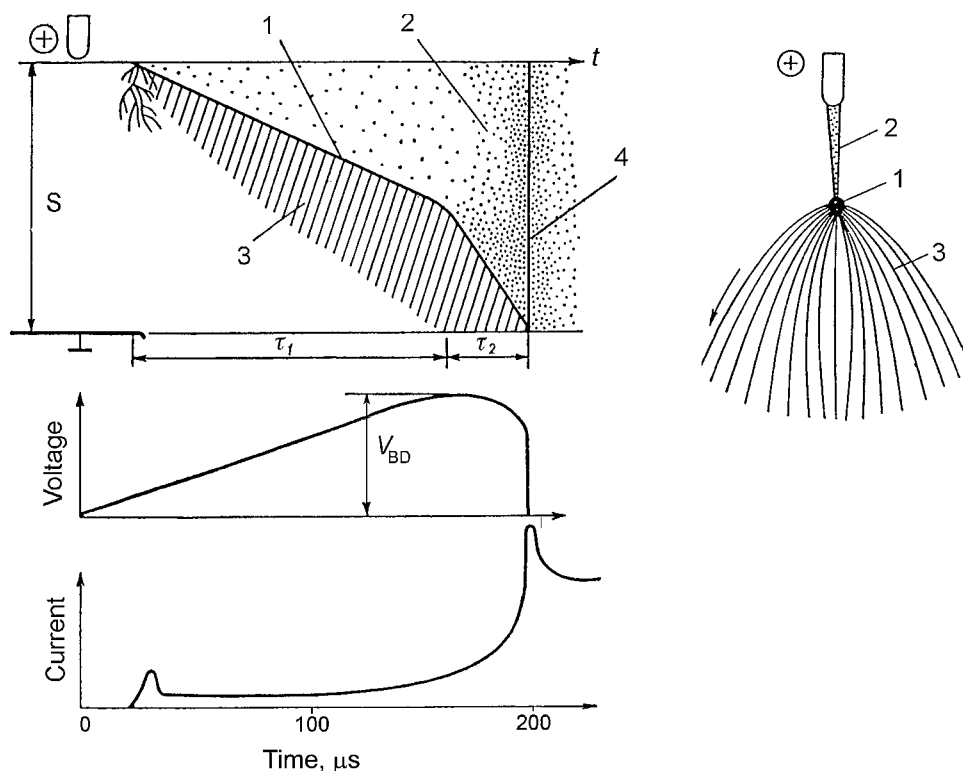 ⊕
1
2
t
S
3
4
τ1
τ2
Voltage
VBD
Current
0
100
200
Time, μs
⊕
2
1
3